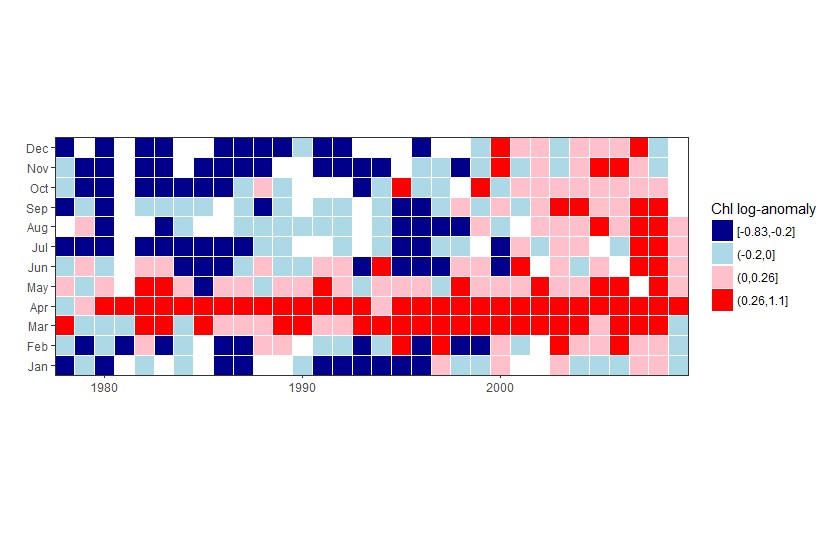 Dec
Nov
Oct
Sep
Aug
Jul
Jun
May
Apr
Mar
Feb
Jan
1980 1990 2000
Chl log-anomaly
[-0.83,-0.2]
(-0.2,0]
(0,0.26]
(0.26,1.1]